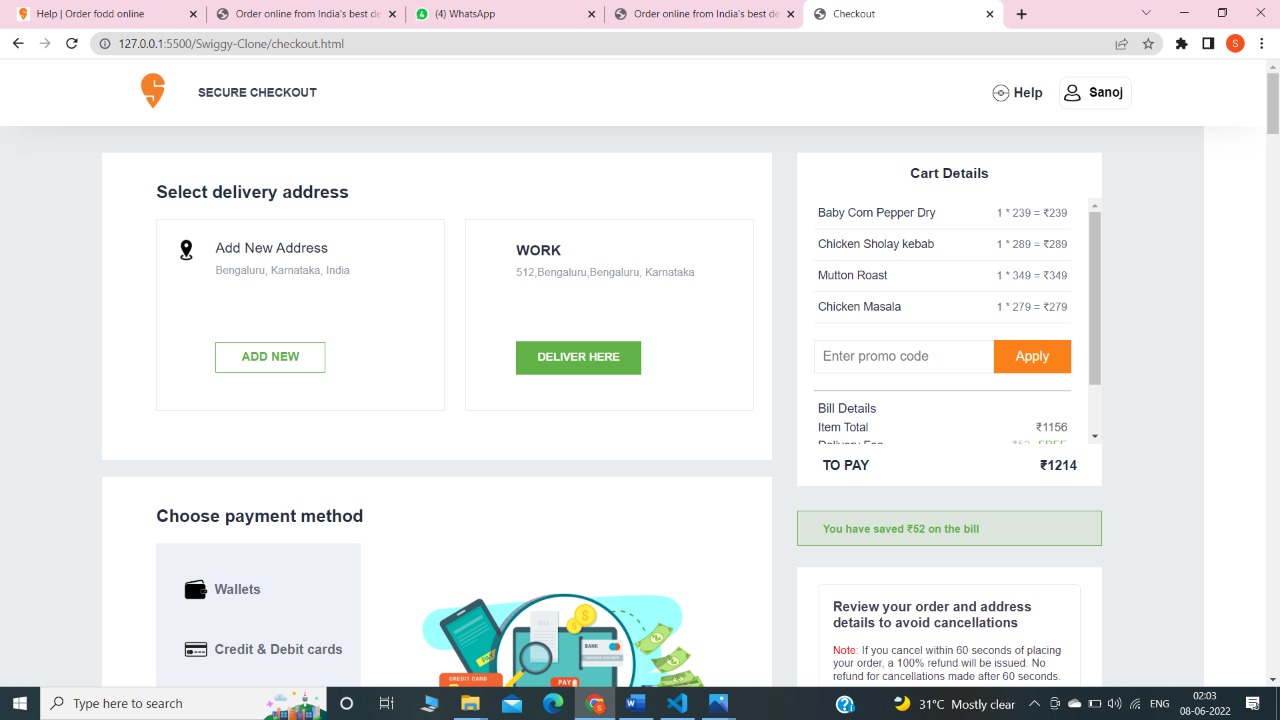 Help | Order fodd online
Order online from India's best de
(4) WhatsApp
Order online from India's best de
Checkout
127.0.0.1:5500/Swiggy-Clone/checkout.html
S
SECURE CHECKOUT
Help
Sanoj
Select delivery address
Add New Address
Bengaluru, Karnataka, India
ADD NEW
WORK
512,Bengaluru,Bengaluru, Karnataka
DELIVER HERE
Cart Details
Baby Corn Pepper Dry 1 * 239 = ₹239
Chicken Sholay kebab 1 * 289 = ₹289
Mutton Roast 1 * 349 = ₹349
Chicken Masala 1 * 279 = ₹279
Enter promo code Apply
Bill Details
Item Total ₹1156
Delivery Fee ₹52 FREE
TO PAY ₹1214
You have saved ₹52 on the bill
Choose payment method
Wallets
Credit & Debit cards
BANK
CREDIT CARD
PAY
Review your order and address
details to avoid cancellations
Note: If you cancel within 60 seconds of placing
your order, a 100% refund will be issued. No
refund for cancellations made after 60 seconds.
Type here to search
31°C Mostly clear
ENG
02:03
08-06-2022